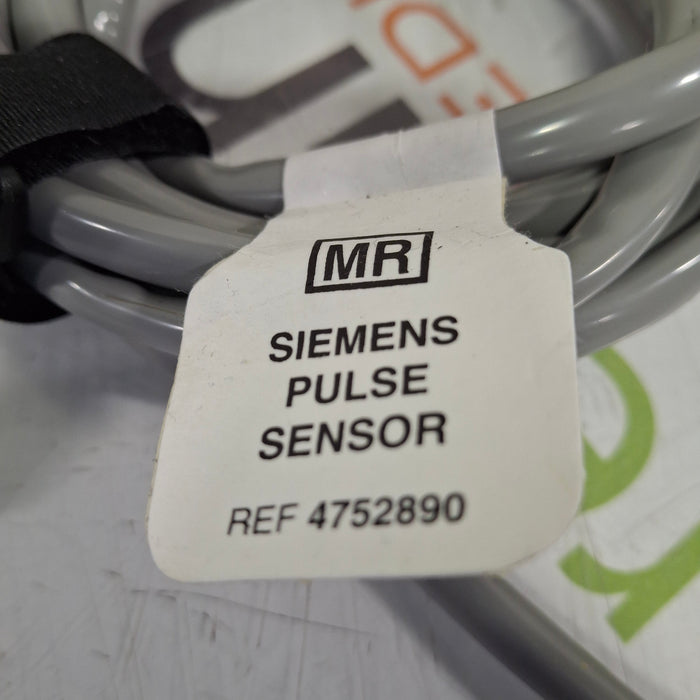 MR
SIEMENS
PULSE
SENSOR
REF 4752890